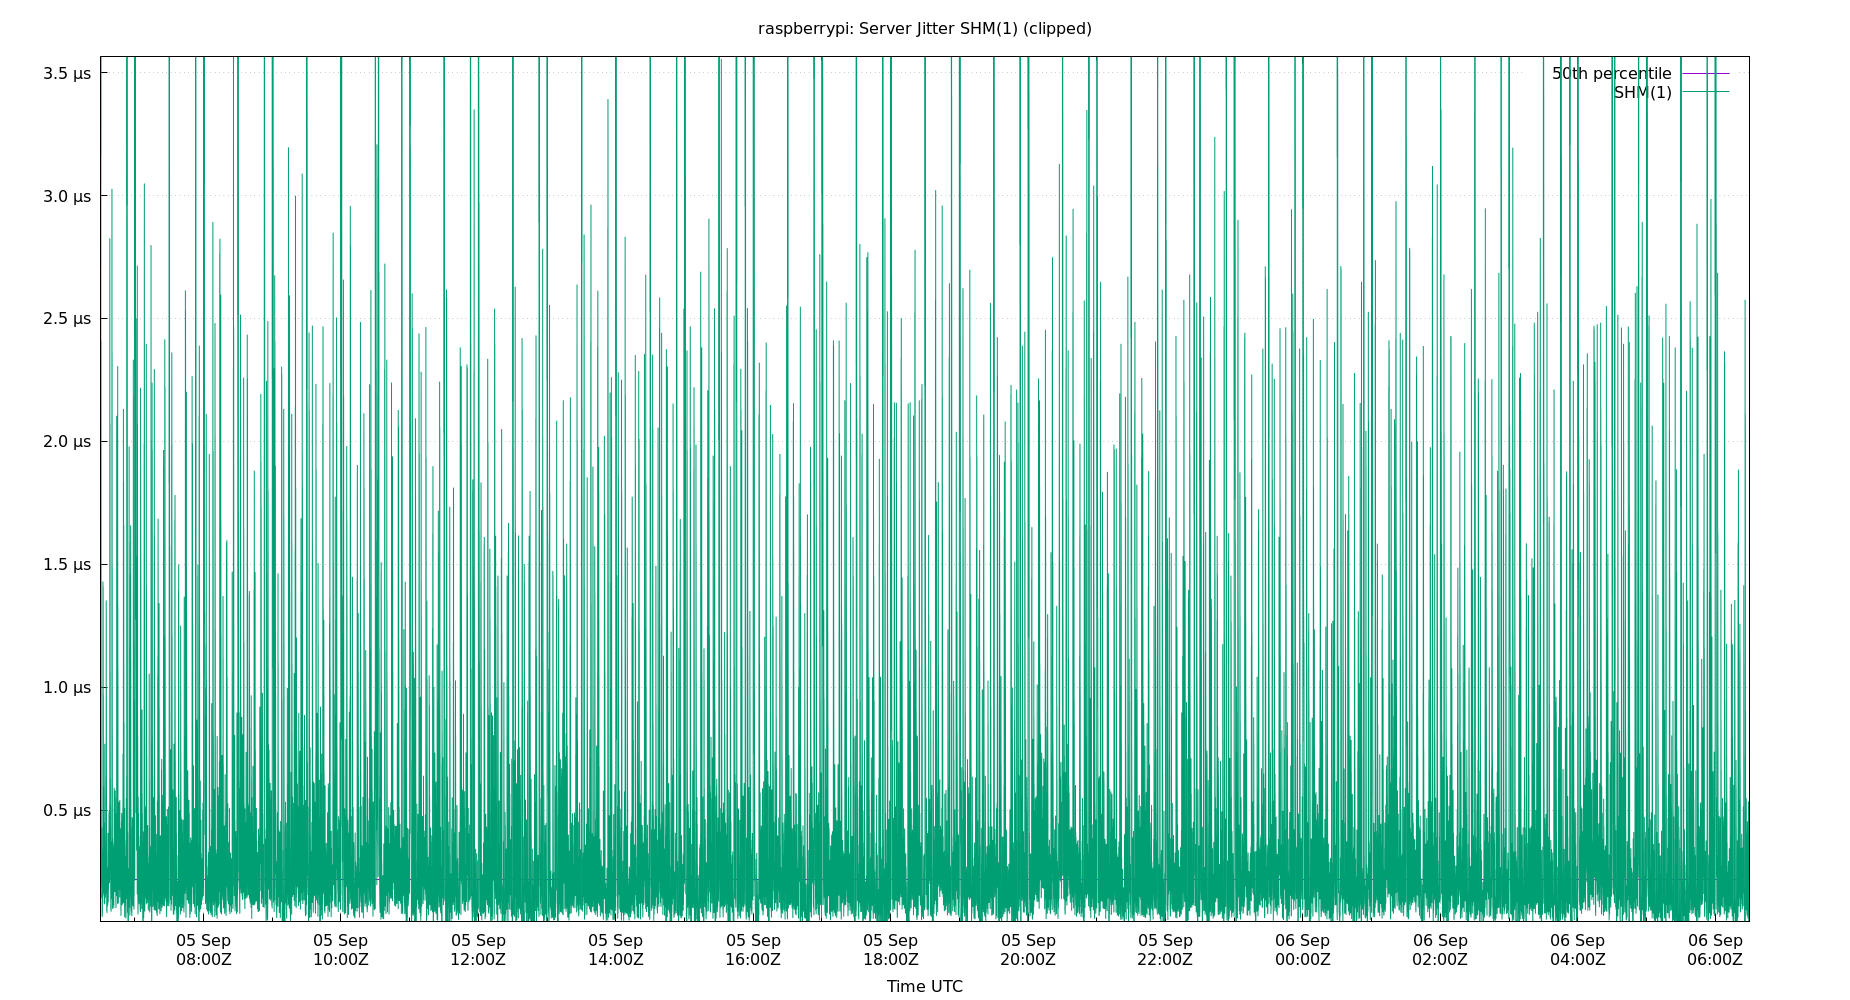 raspberrypi: Server Jitter SHM(1) (clipped)
3.5 µs
3.0 µs
2.5 µs
2.0 µs
1.5 µs
1.0 µs
0.5 µs
50th percentile
SHM(1)
05 Sep 05 Sep 05 Sep 05 Sep 05 Sep 05 Sep 05 Sep 05 Sep 06 Sep 06 Sep 06 Sep 06 Sep
08:00Z 10:00Z 12:00Z 14:00Z 16:00Z 18:00Z 20:00Z 22:00Z 00:00Z 02:00Z 04:00Z 06:00Z
Time UTC